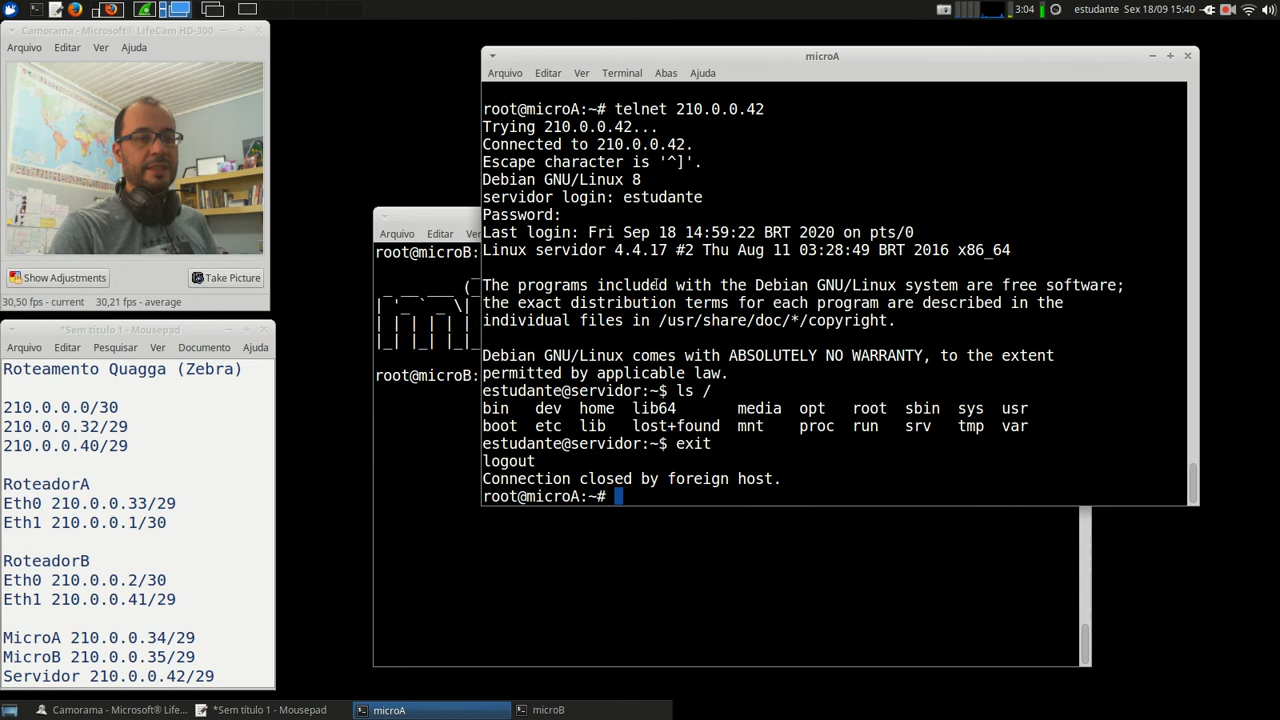 3:04 estudante Sex 18/09 15:40
Camorama - Microsoft® LifeCam HD-300
Arquivo Editar Ver Ajuda
Show Adjustments Take Picture
30,50 fps - current 30,21 fps - average
*Sem título 1 - Mousepad
Arquivo Editar Pesquisar Ver Documento Ajuda
Roteamento Quagga (Zebra)
210.0.0.0/30
210.0.0.32/29
210.0.0.40/29
RoteadorA
Eth0 210.0.0.33/29
Eth1 210.0.0.1/30
RoteadorB
Eth0 210.0.0.2/30
Eth1 210.0.0.41/29
MicroA 210.0.0.34/29
MicroB 210.0.0.35/29
Servidor 210.0.0.42/29
Arquivo Editar
root@microB:
root@microB:
microA
Arquivo Editar Ver Terminal Abas Ajuda
root@microA:~# telnet 210.0.0.42
Trying 210.0.0.42...
Connected to 210.0.0.42.
Escape character is '^]'.
Debian GNU/Linux 8
servidor login: estudante
Password:
Last login: Fri Sep 18 14:59:22 BRT 2020 on pts/0
Linux servidor 4.4.17 #2 Thu Aug 11 03:28:49 BRT 2016 x86_64
The programs included with the Debian GNU/Linux system are free software;
the exact distribution terms for each program are described in the
individual files in /usr/share/doc/*/copyright.
Debian GNU/Linux comes with ABSOLUTELY NO WARRANTY, to the extent
permitted by applicable law.
estudante@servidor:~$ ls /
bin dev home lib64 media opt root sbin sys usr
boot etc lib lost+found mnt proc run srv tmp var
estudante@servidor:~$ exit
logout
Connection closed by foreign host.
root@microA:~#
Camorama - Microsoft® LifeC... *Sem título 1 - Mousepad microA microB